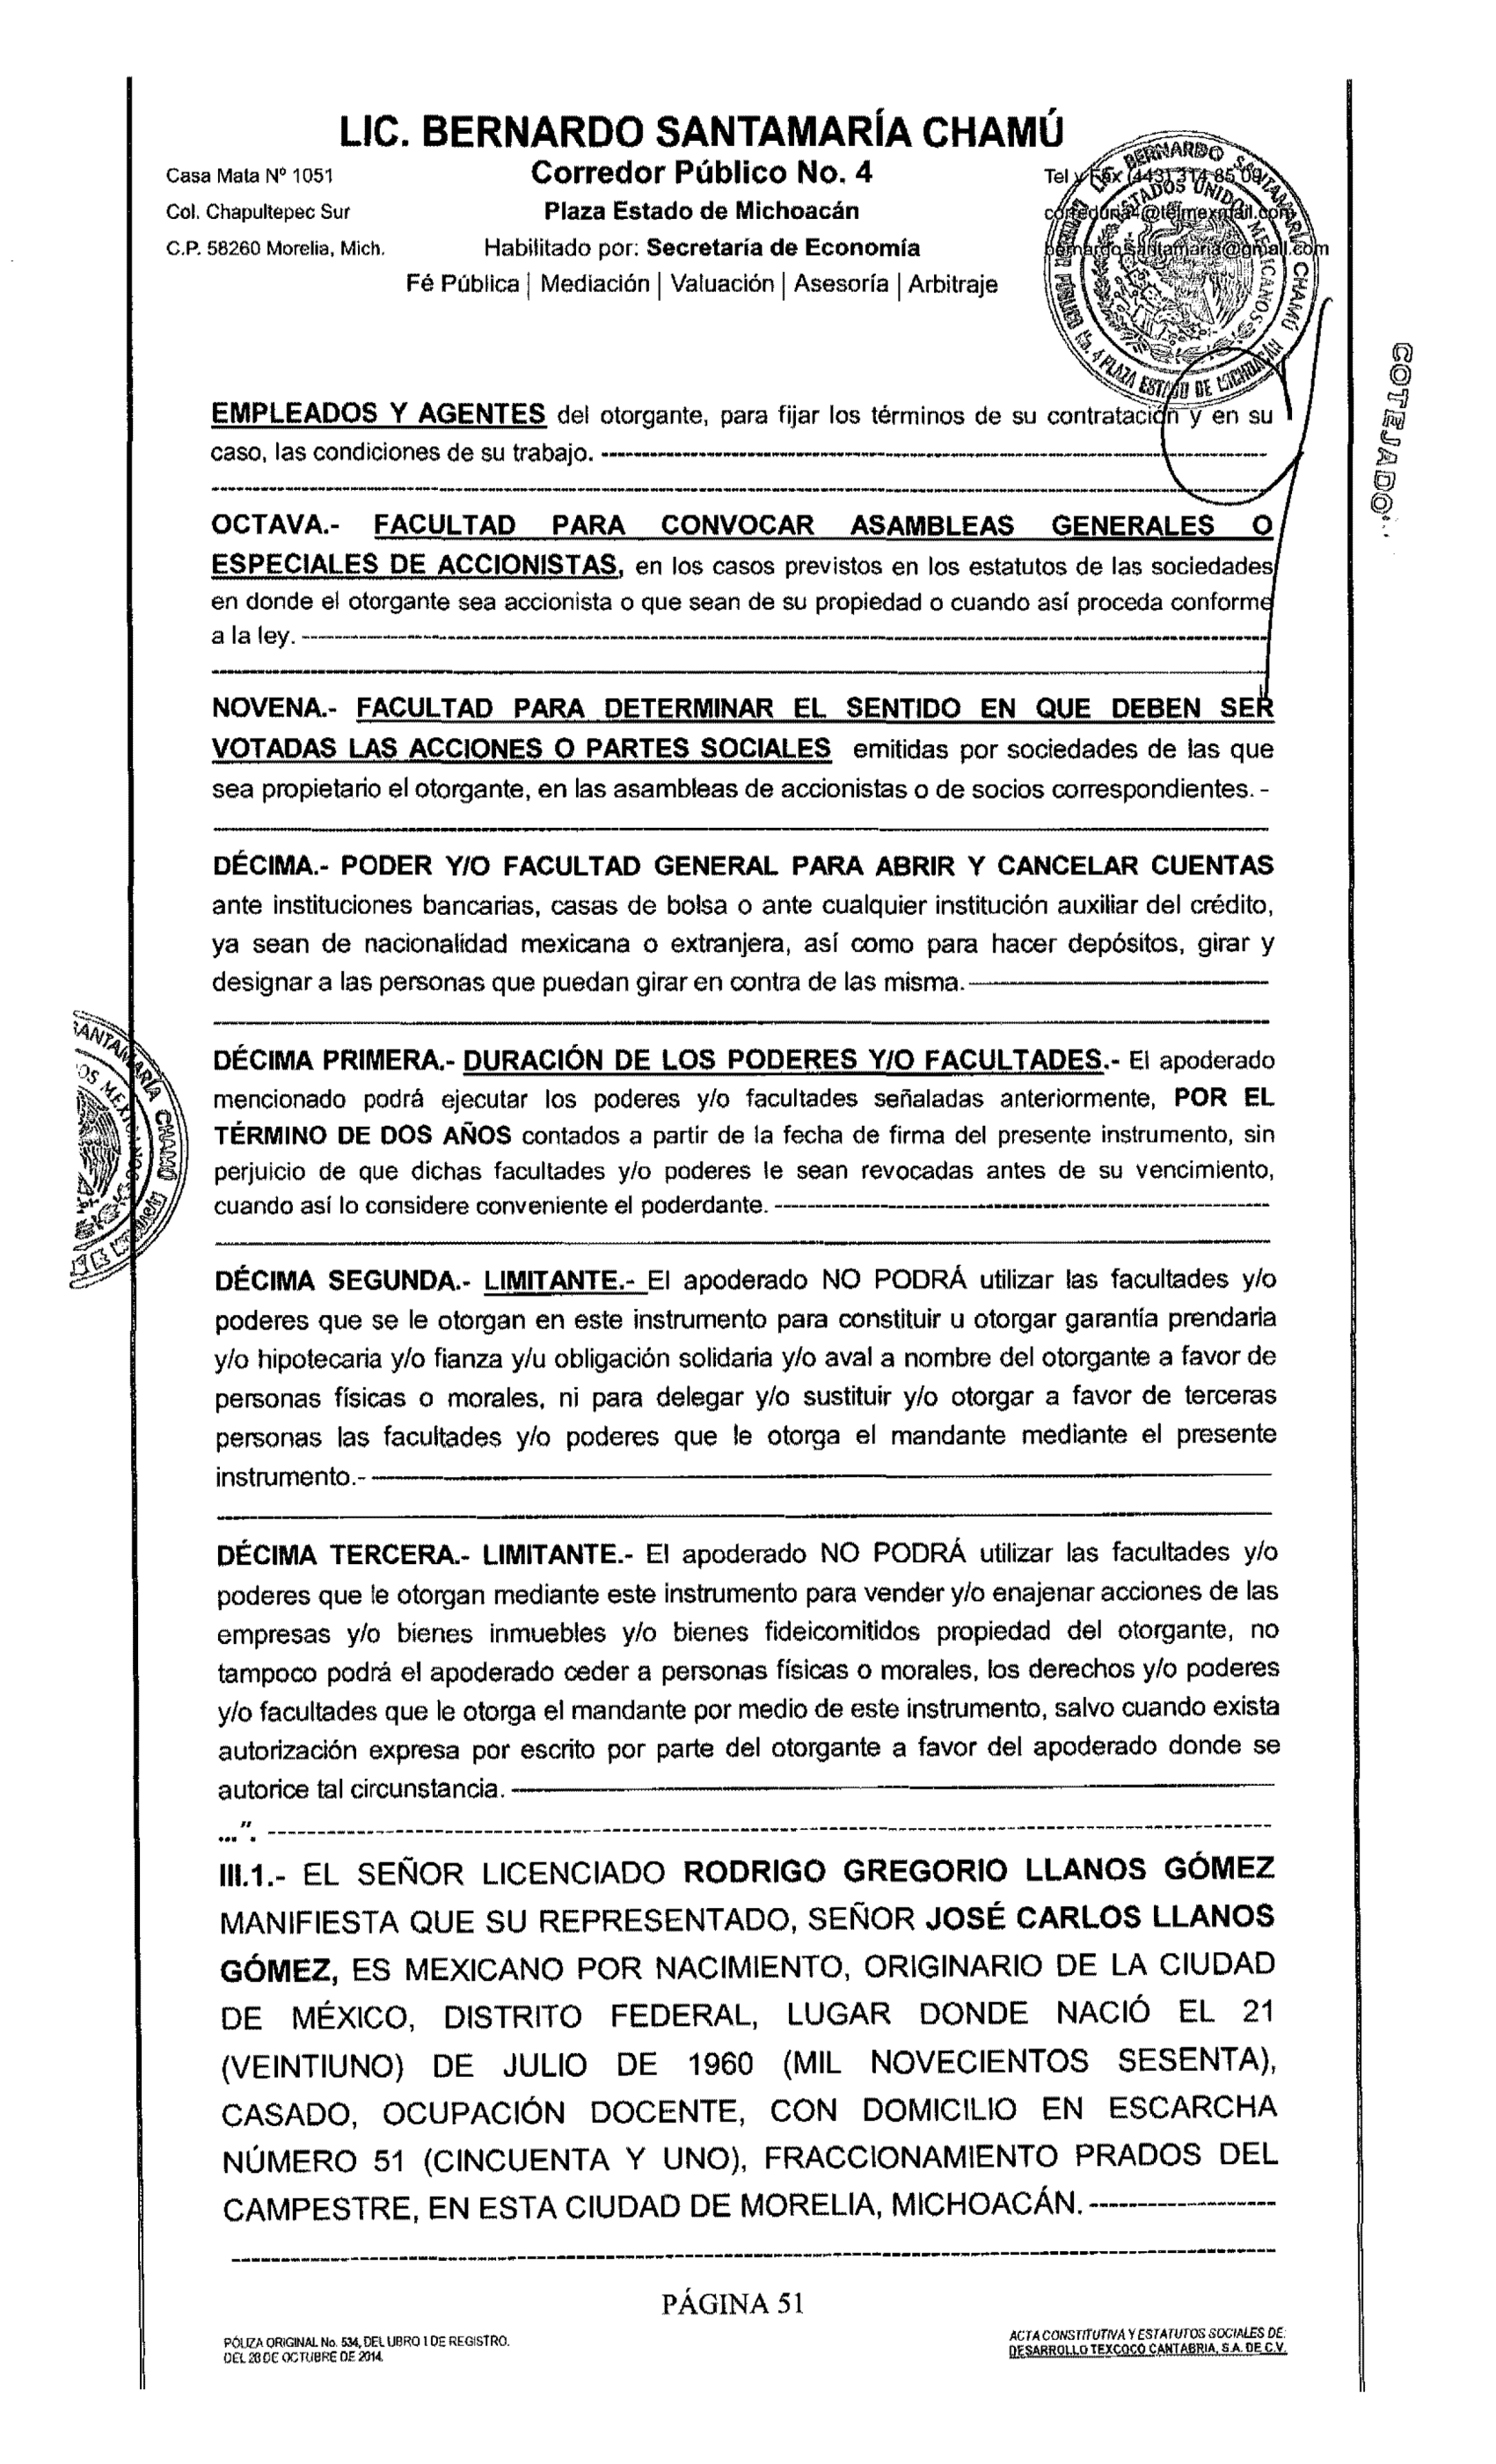 LIC. BERNARDO SANTAMARÍA CHAMÚ
Casa Mata Nº 1051
Corredor Público No. 4
Tel y Fax (443) 314 85 09
Col. Chapultepec Sur
Plaza Estado de Michoacán
correduria4@telmexmail.com
C.P. 58260 Morelia, Mich.
Habilitado por: Secretaría de Economía
bernardo.santamaria@gmail.com
Fé Pública | Mediación | Valuación | Asesoría | Arbitraje
LIC. BERNARDO SANTAMARÍA CHAMÚ
ESTADOS UNIDOS MEXICANOS
No. 4 PLAZA ESTADO DE MICHOACÁN
COTEJADO
EMPLEADOS Y AGENTES del otorgante, para fijar los términos de su contratación y en su
caso, las condiciones de su trabajo. ----------
OCTAVA.- FACULTAD PARA CONVOCAR ASAMBLEAS GENERALES O
ESPECIALES DE ACCIONISTAS, en los casos previstos en los estatutos de las sociedades
en donde el otorgante sea accionista o que sean de su propiedad o cuando así proceda conforme
a la ley. ----------
NOVENA.- FACULTAD PARA DETERMINAR EL SENTIDO EN QUE DEBEN SER
VOTADAS LAS ACCIONES O PARTES SOCIALES emitidas por sociedades de las que
sea propietario el otorgante, en las asambleas de accionistas o de socios correspondientes. -
DÉCIMA.- PODER Y/O FACULTAD GENERAL PARA ABRIR Y CANCELAR CUENTAS
ante instituciones bancarias, casas de bolsa o ante cualquier institución auxiliar del crédito,
ya sean de nacionalidad mexicana o extranjera, así como para hacer depósitos, girar y
designar a las personas que puedan girar en contra de las misma. ----------
SANTAMARÍA CHAMÚ
DÉCIMA PRIMERA.- DURACIÓN DE LOS PODERES Y/O FACULTADES.- El apoderado
mencionado podrá ejecutar los poderes y/o facultades señaladas anteriormente, POR EL
TÉRMINO DE DOS AÑOS contados a partir de la fecha de firma del presente instrumento, sin
perjuicio de que dichas facultades y/o poderes le sean revocadas antes de su vencimiento,
cuando así lo considere conveniente el poderdante. ----------
DÉCIMA SEGUNDA.- LIMITANTE.- El apoderado NO PODRÁ utilizar las facultades y/o
poderes que se le otorgan en este instrumento para constituir u otorgar garantía prendaria
y/o hipotecaria y/o fianza y/u obligación solidaria y/o aval a nombre del otorgante a favor de
personas físicas o morales, ni para delegar y/o sustituir y/o otorgar a favor de terceras
personas las facultades y/o poderes que le otorga el mandante mediante el presente
instrumento.- ----------
DÉCIMA TERCERA.- LIMITANTE.- El apoderado NO PODRÁ utilizar las facultades y/o
poderes que le otorgan mediante este instrumento para vender y/o enajenar acciones de las
empresas y/o bienes inmuebles y/o bienes fideicomitidos propiedad del otorgante, no
tampoco podrá el apoderado ceder a personas físicas o morales, los derechos y/o poderes
y/o facultades que le otorga el mandante por medio de este instrumento, salvo cuando exista
autorización expresa por escrito por parte del otorgante a favor del apoderado donde se
autorice tal circunstancia. ----------
...". ----------
III.1.- EL SEÑOR LICENCIADO RODRIGO GREGORIO LLANOS GÓMEZ
MANIFIESTA QUE SU REPRESENTADO, SEÑOR JOSÉ CARLOS LLANOS
GÓMEZ, ES MEXICANO POR NACIMIENTO, ORIGINARIO DE LA CIUDAD
DE MÉXICO, DISTRITO FEDERAL, LUGAR DONDE NACIÓ EL 21
(VEINTIUNO) DE JULIO DE 1960 (MIL NOVECIENTOS SESENTA),
CASADO, OCUPACIÓN DOCENTE, CON DOMICILIO EN ESCARCHA
NÚMERO 51 (CINCUENTA Y UNO), FRACCIONAMIENTO PRADOS DEL
CAMPESTRE, EN ESTA CIUDAD DE MORELIA, MICHOACÁN. ----------
PÁGINA 51
PÓLIZA ORIGINAL No. 534, DEL LIBRO 1 DE REGISTRO.
DEL 28 DE OCTUBRE DE 2014.
ACTA CONSTITUTIVA Y ESTATUTOS SOCIALES DE:
DESARROLLO TEXCOCO CANTABRIA, S.A. DE C.V.